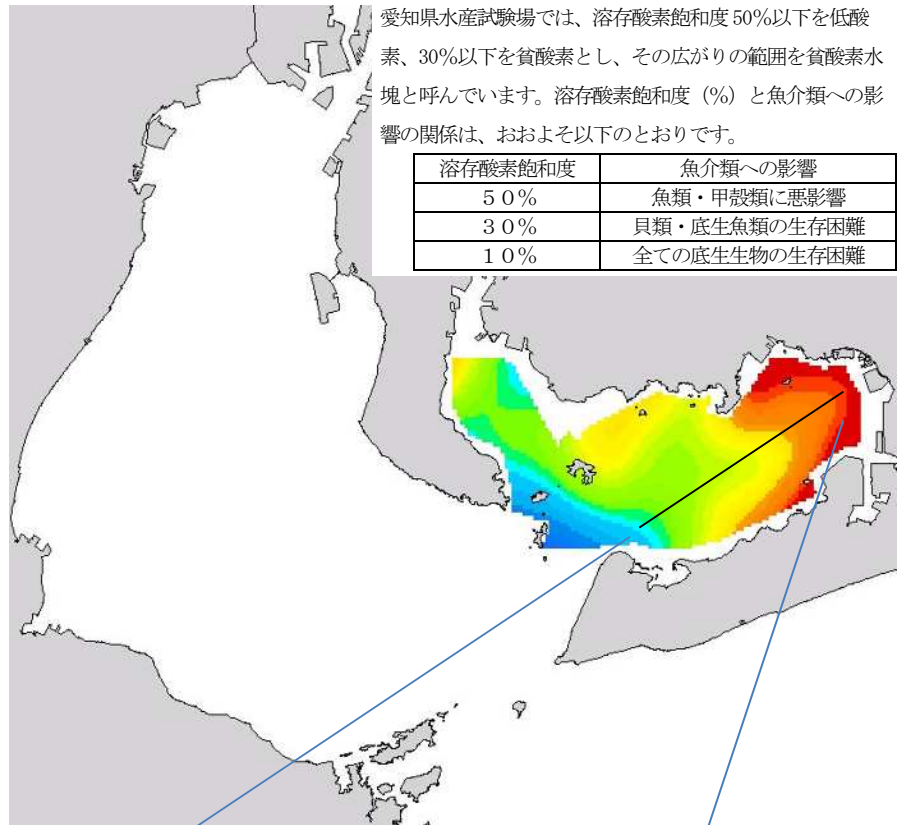 愛知県水産試験場では、溶存酸素飽和度 50%以下を低酸
素、30%以下を貧酸素とし、その広がりの範囲を貧酸素水
塊と呼んでいます。溶存酸素飽和度（%）と魚介類への影
響の関係は、おおよそ以下のとおりです。
溶存酸素飽和度 魚介類への影響
５０% 魚類・甲殻類に悪影響
３０% 貝類・底生魚類の生存困難
１０% 全ての底生生物の生存困難